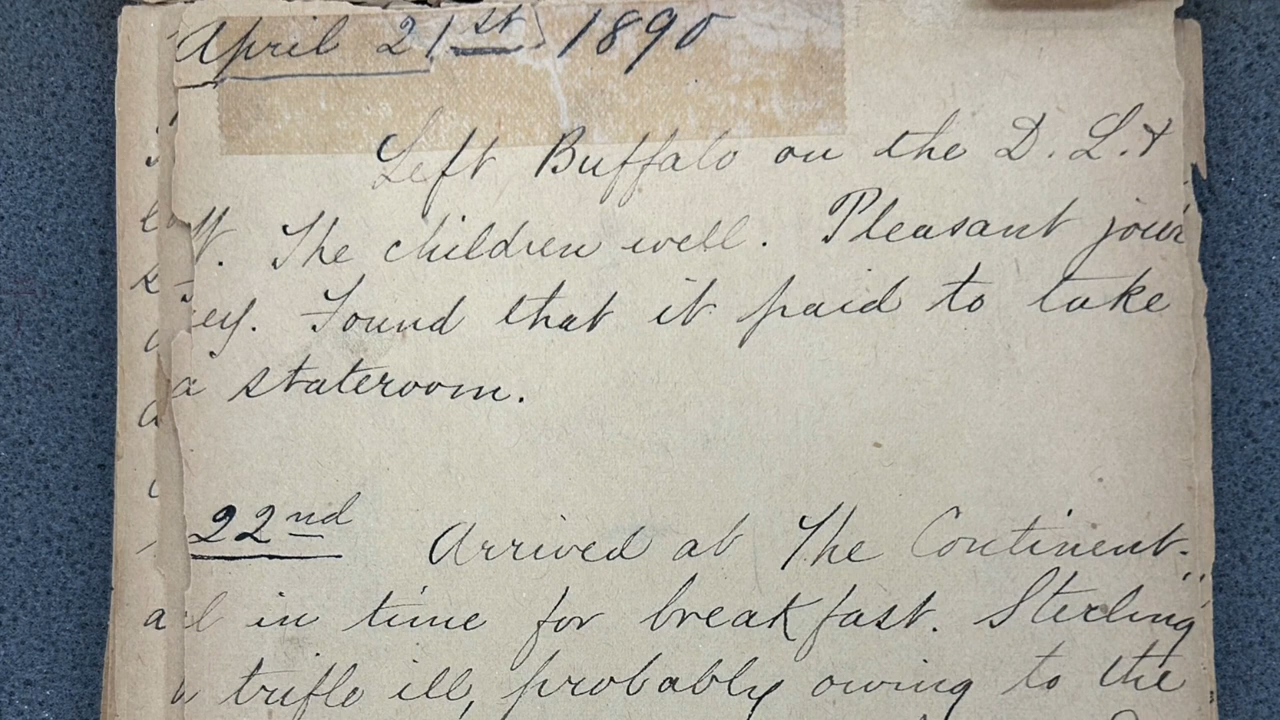 April 21st 1890
Left Buffalo on the D. L. &
W. The children well. Pleasant jour
ney. Found that it paid to take
a stateroom.
22nd Arrived at The Continent-
al in time for breakfast. Sterling
a trifle ill, probably owing to the